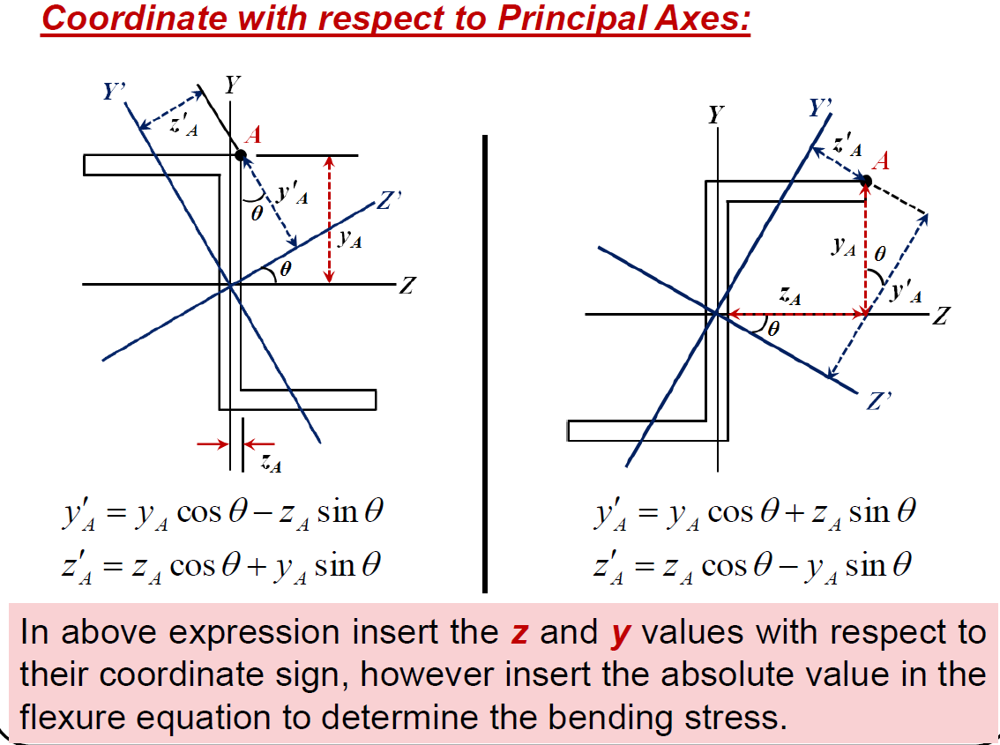 Coordinate with respect to Principal Axes:
Y’
Y
z'A
A
y'A
θ
Z’
yA
θ
Z
zA
y′A = yA cos θ − zA sin θ
z′A = zA cos θ + yA sin θ
Y
Y’
z'A
A
yA
θ
zA
y'A
θ
Z
Z’
y′A = yA cos θ + zA sin θ
z′A = zA cos θ − yA sin θ
In above expression insert the z and y values with respect to
their coordinate sign, however insert the absolute value in the
flexure equation to determine the bending stress.